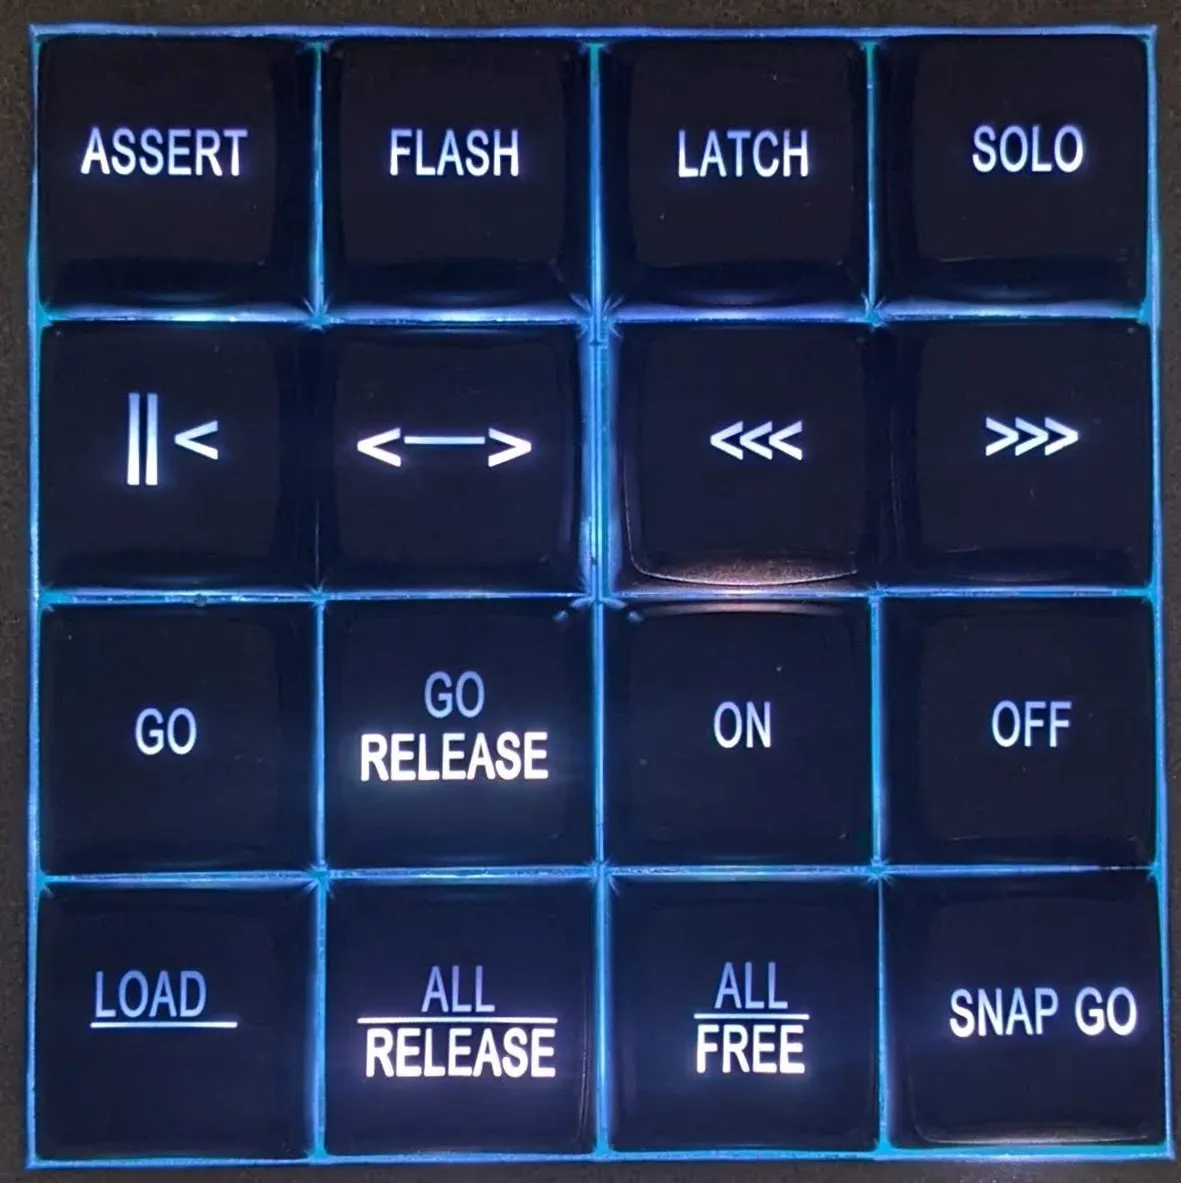 ASSERT
FLASH
LATCH
SOLO
||<
<—>
<<<
>>>
GO
GO
RELEASE
ON
OFF
LOAD
ALL
RELEASE
ALL
FREE
SNAP GO